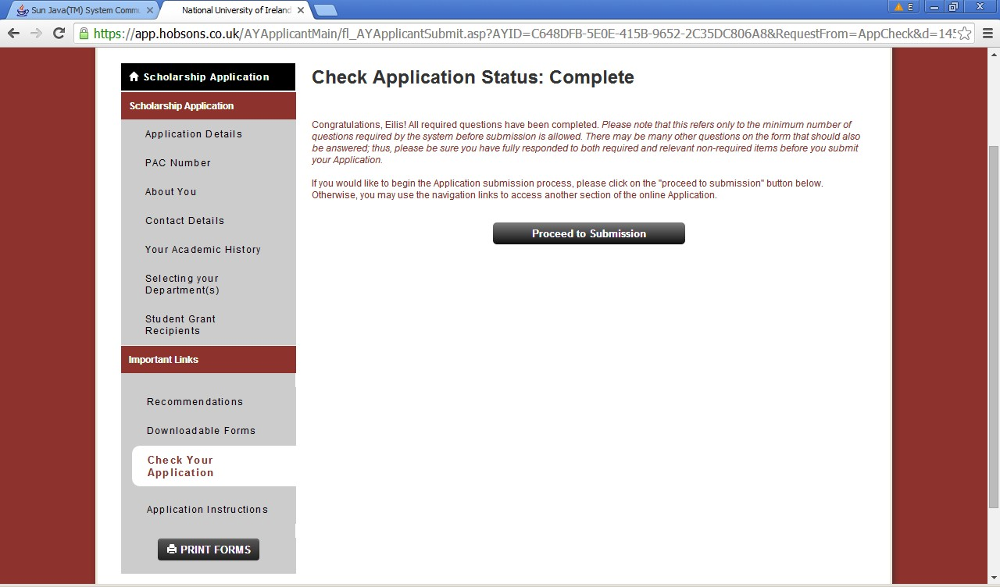 Sun Java(TM) System Commu
National University of Ireland
E
https://app.hobsons.co.uk/AYApplicantMain/fl_AYApplicantSubmit.asp?AYID=C648DFB-5E0E-415B-9652-2C35DC806A8&RequestFrom=AppCheck&d=145
Scholarship Application
Scholarship Application
Application Details
PAC Number
About You
Contact Details
Your Academic History
Selecting your
Department(s)
Student Grant
Recipients
Important Links
Recommendations
Downloadable Forms
Check Your
Application
Application Instructions
PRINT FORMS
Check Application Status: Complete
Congratulations, Eilis! All required questions have been completed. Please note that this refers only to the minimum number of
questions required by the system before submission is allowed. There may be many other questions on the form that should also
be answered; thus, please be sure you have fully responded to both required and relevant non-required items before you submit
your Application.
If you would like to begin the Application submission process, please click on the "proceed to submission" button below.
Otherwise, you may use the navigation links to access another section of the online Application.
Proceed to Submission